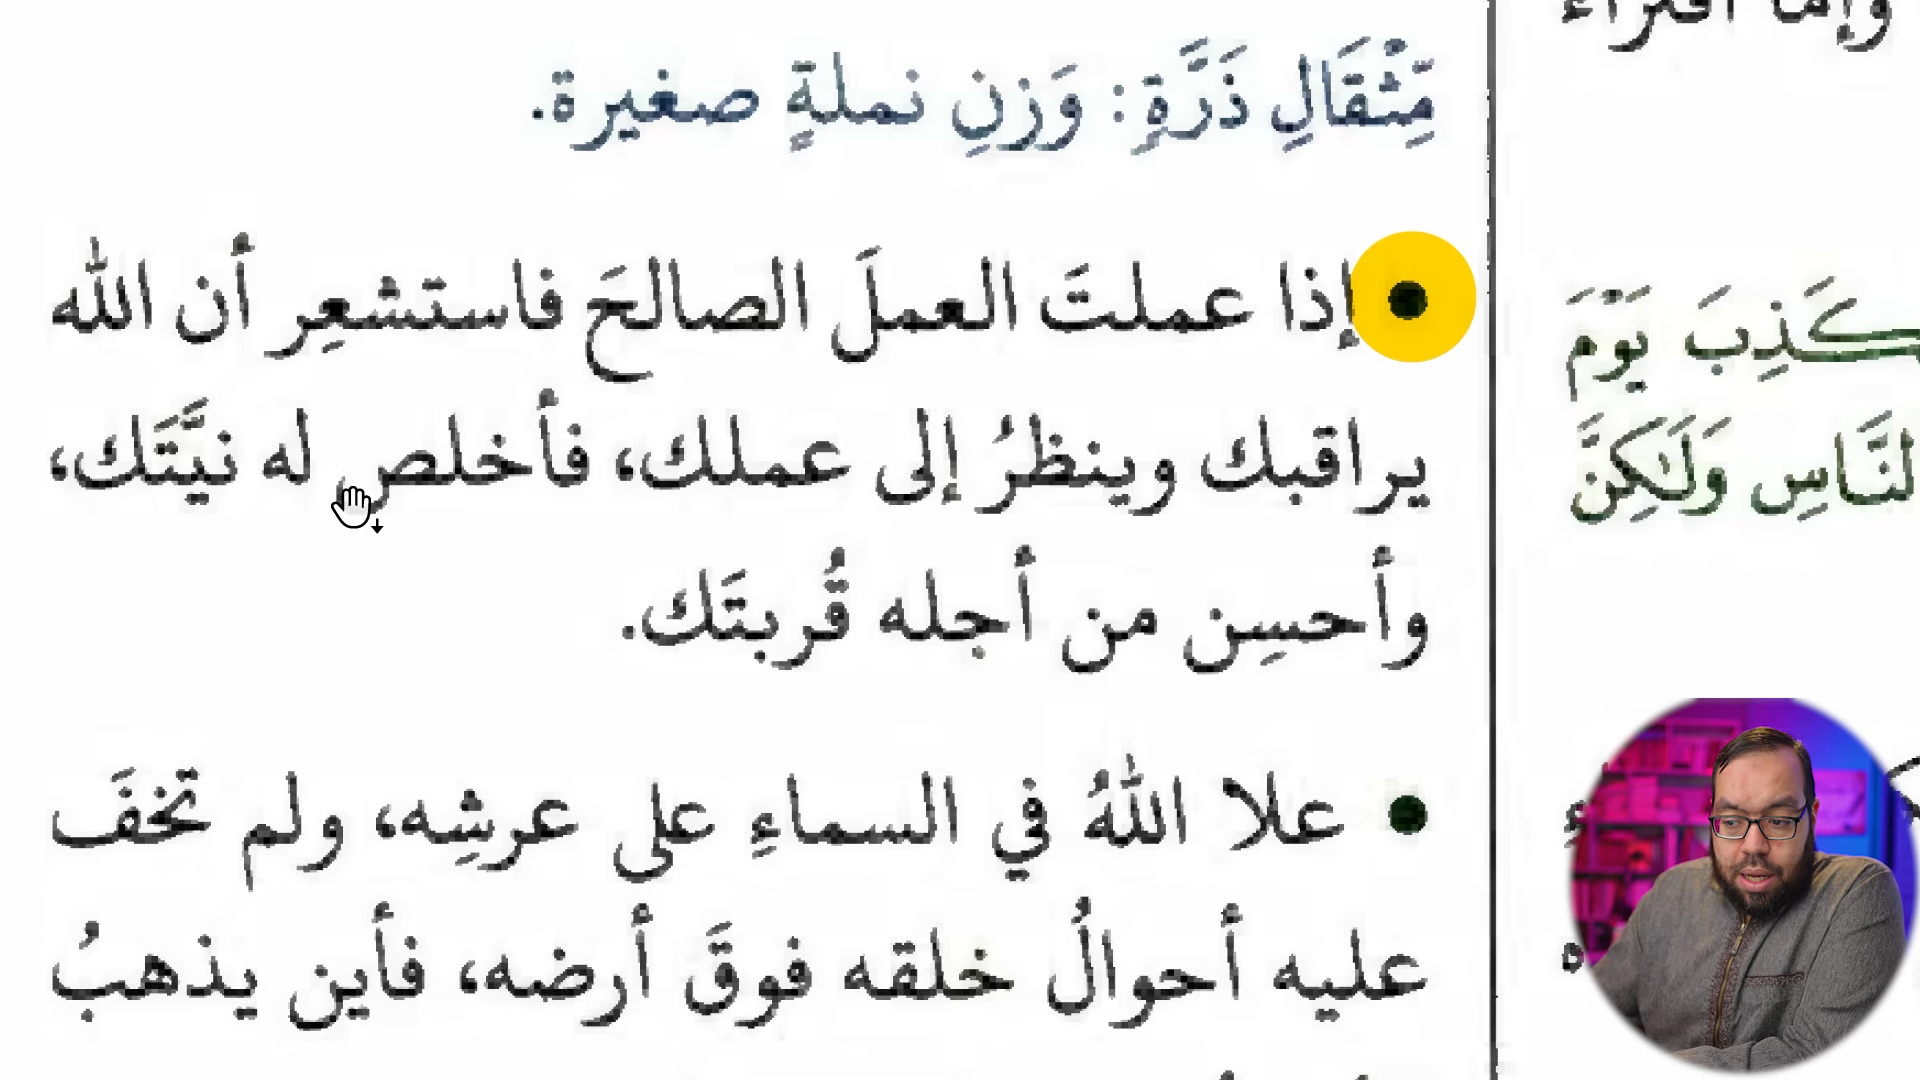 مِّثْقَالِ ذَرَّةٍ: وَزنِ نملةٍ صغيرة.
إذا عملتَ العملَ الصالحَ فاستشعِر أن الله
يراقبك وينظرُ إلى عملك، فأخلص له نيَّتَك،
وأحسِن من أجله قُربتَك.
علا اللهُ في السماءِ على عرشِه، ولم تخفَ
عليه أحوالُ خلقه فوقَ أرضه، فأين يذهبُ
كَذِبَ يَوْمَ
لنَّاسِ وَلَـٰكِنَّ